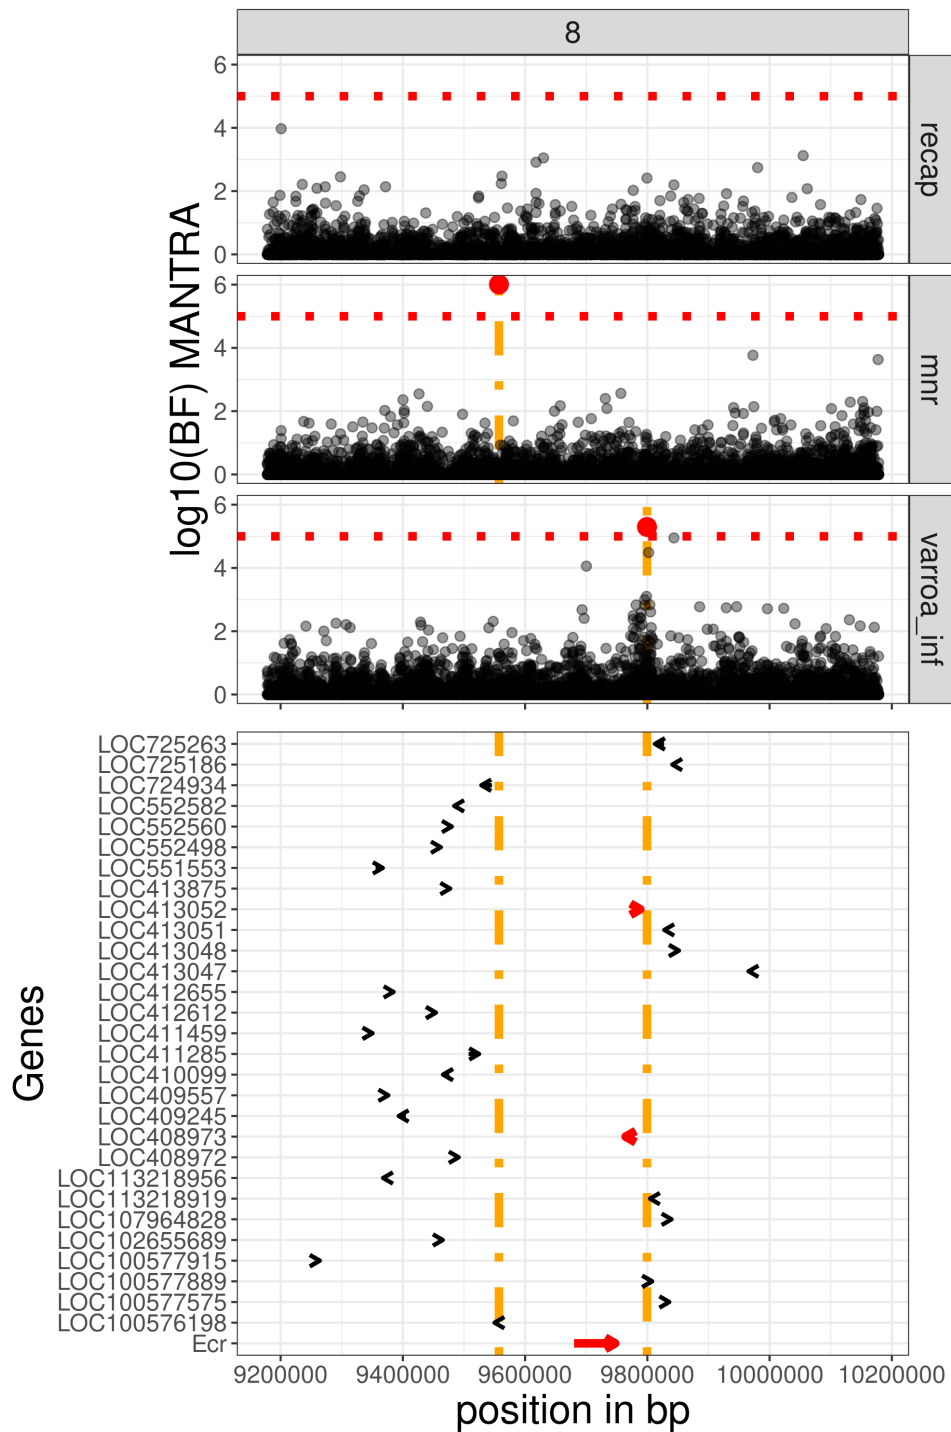 8
log10(BF) MANTRA
6
4
2
0
recap
6
4
2
0
mnr
6
4
2
0
varroa_inf
Genes
LOC725263
LOC725186
LOC724934
LOC552582
LOC552560
LOC552498
LOC551553
LOC413875
LOC413052
LOC413051
LOC413048
LOC413047
LOC412655
LOC412612
LOC411459
LOC411285
LOC410099
LOC409557
LOC409245
LOC408973
LOC408972
LOC113218956
LOC113218919
LOC107964828
LOC102655689
LOC100577915
LOC100577889
LOC100577575
LOC100576198
Ecr
9200000 9400000 9600000 9800000 10000000 10200000
position in bp